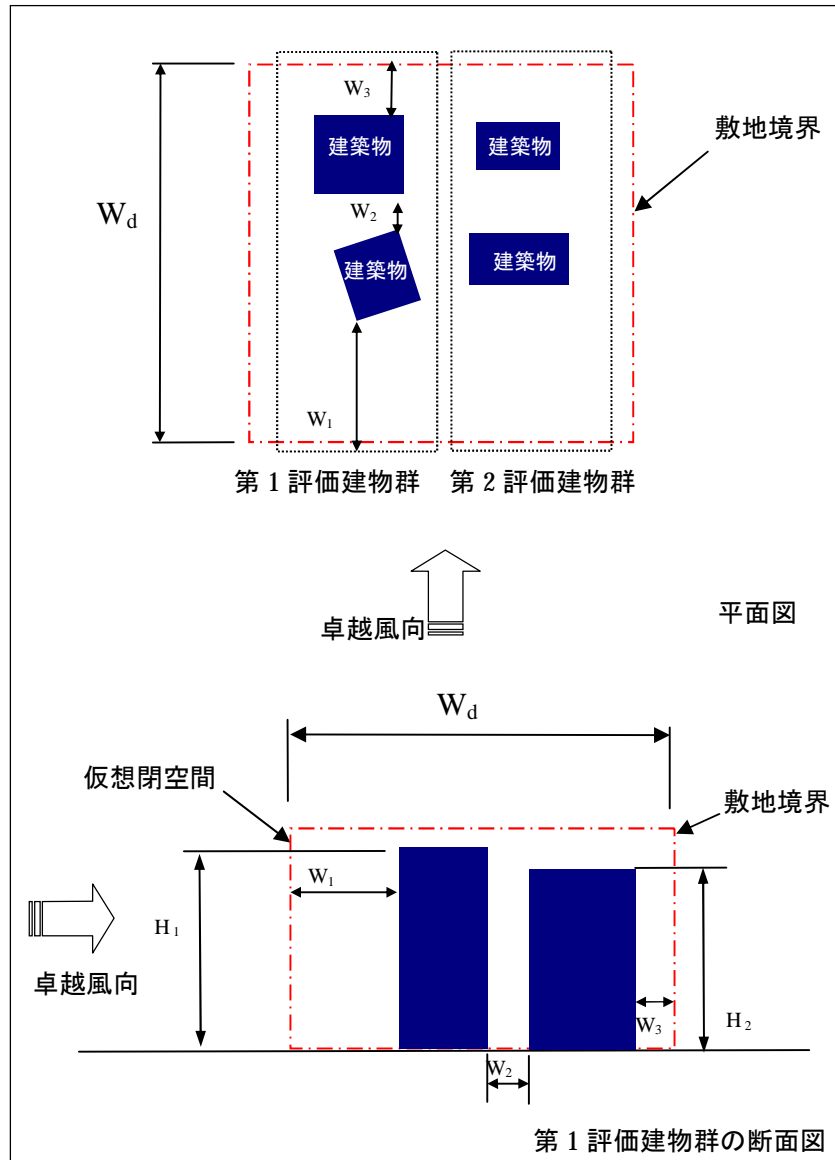 W₃
建築物
建築物
敷地境界
W_d
W₂
建築物
建築物
W₁
第1評価建物群
第2評価建物群
卓越風向
平面図
W_d
仮想閉空間
敷地境界
W₁
H₁
卓越風向
W₃
H₂
W₂
第1評価建物群の断面図